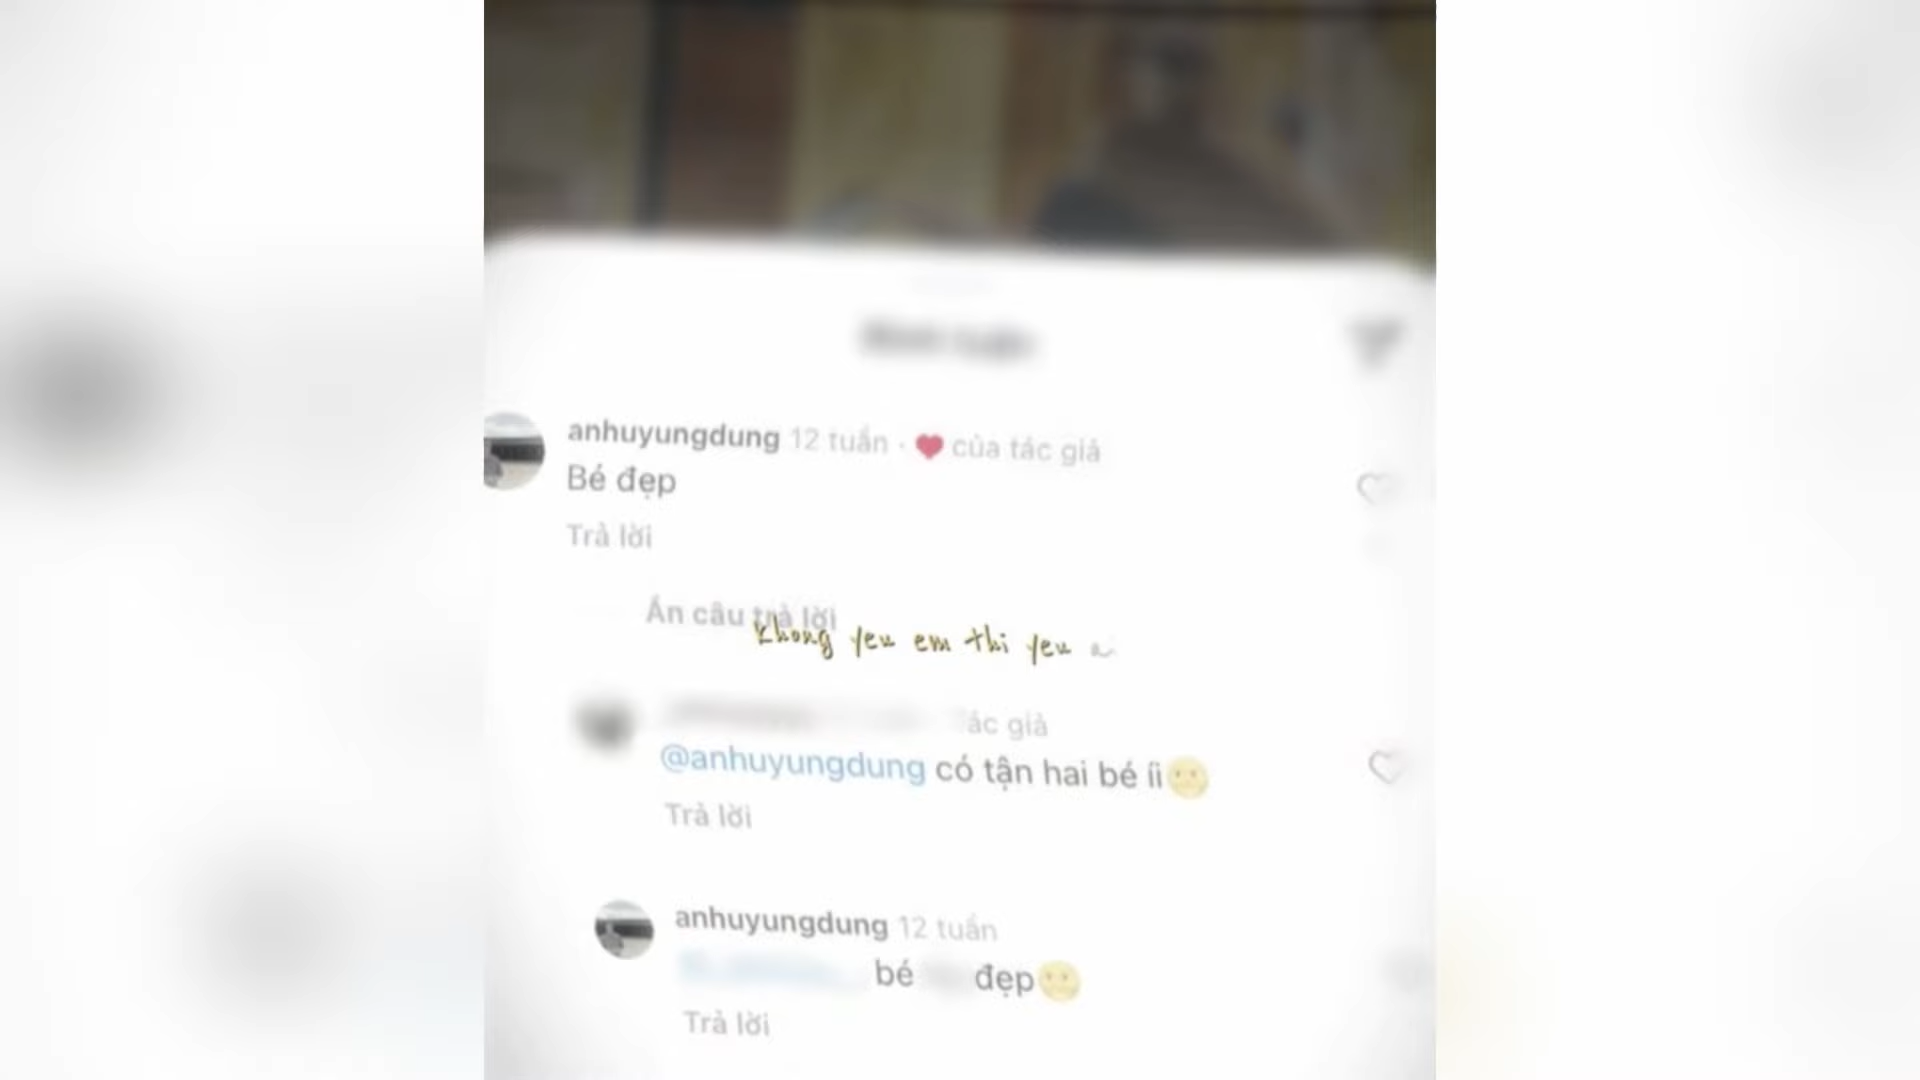 anhuyungdung 12 tuần · ❤ của tác giả
Bé đẹp
Trả lời
Ẩn câu trả lời
Khong yeu em thi yeu
Tác giả
@anhuyungdung có tận hai bé íi
Trả lời
anhuyungdung 12 tuần
bé đẹp
Trả lời